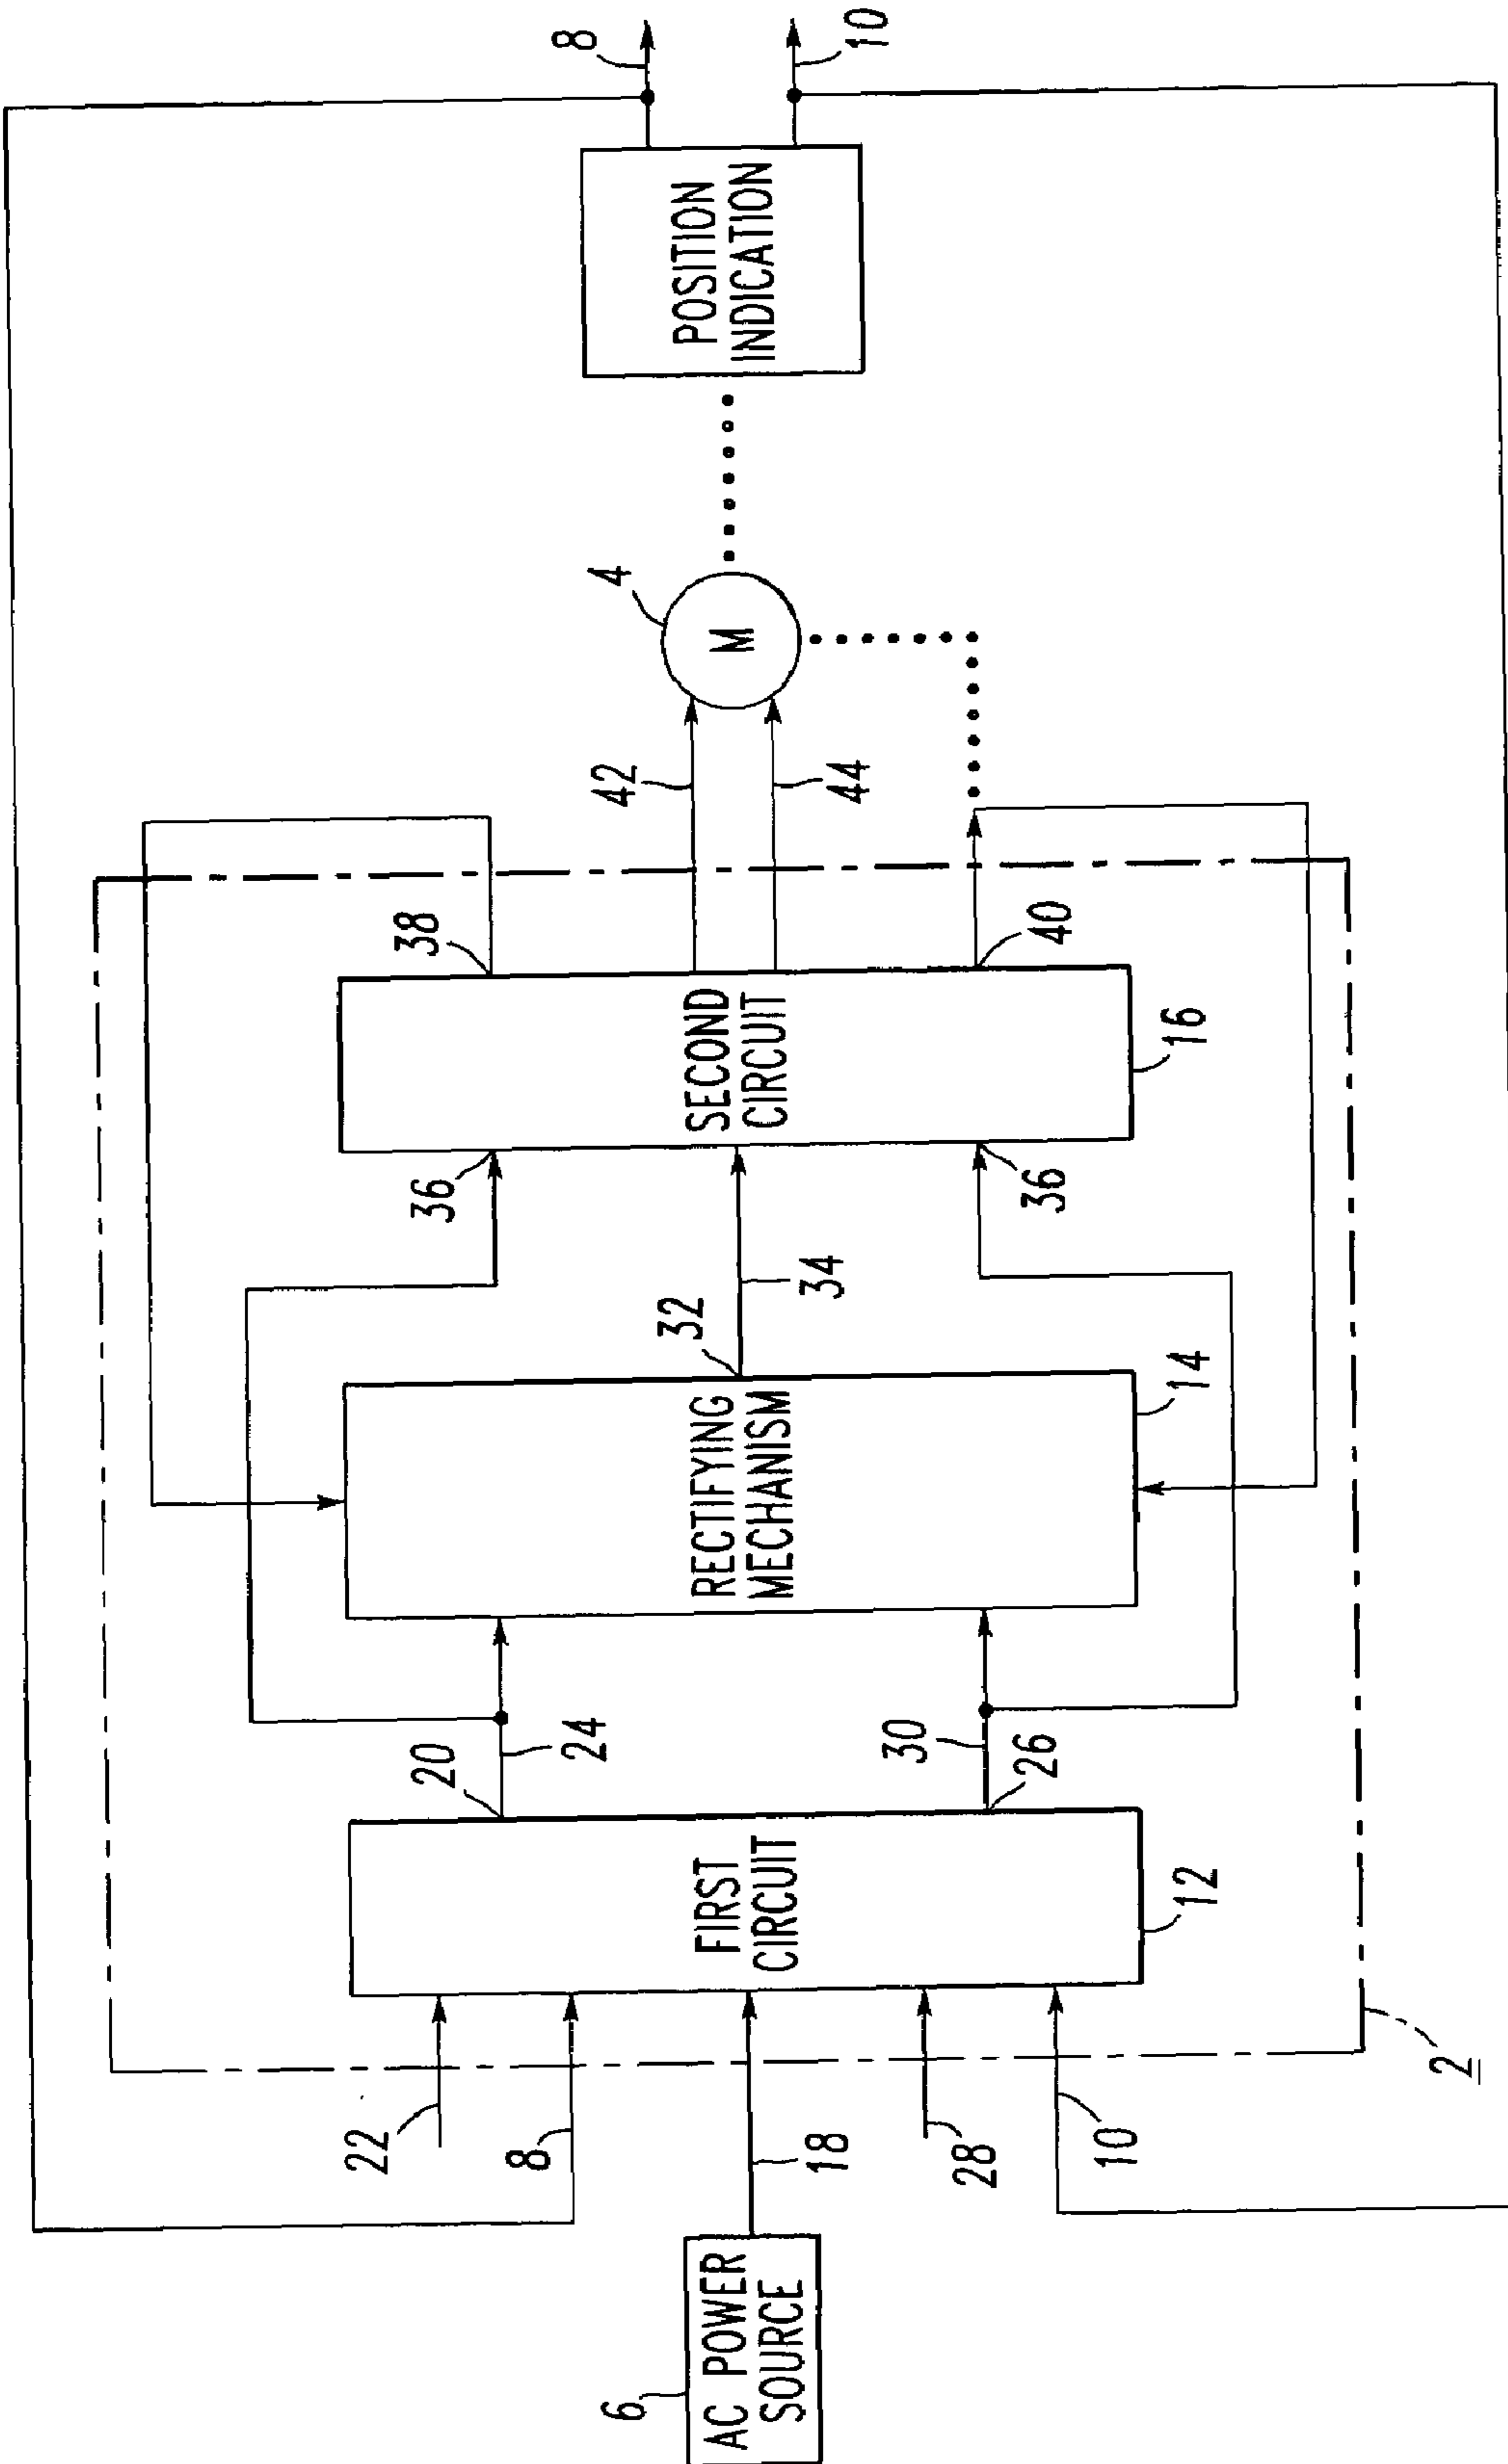 8
10
POSITION
INDICATION
4
M
42
44
38
40
SECOND
CIRCUIT
16
36
36
34
32
RECTIFYING
MECHANISM
14
20
24
30
26
FIRST
CIRCUIT
12
22
8
18
28
10
2
6
AC POWER
SOURCE